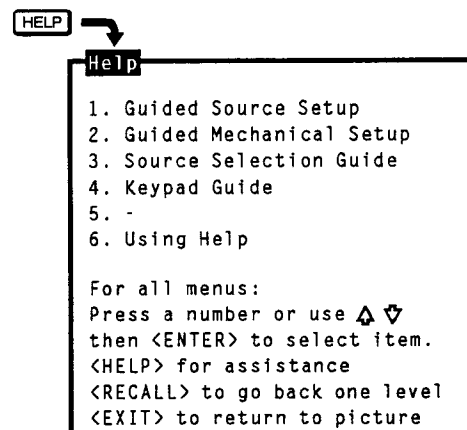 HELP
Help
1. Guided Source Setup
2. Guided Mechanical Setup
3. Source Selection Guide
4. Keypad Guide
5. -
6. Using Help
For all menus:
Press a number or use
then <ENTER> to select item.
<HELP> for assistance
<RECALL> to go back one level
<EXIT> to return to picture